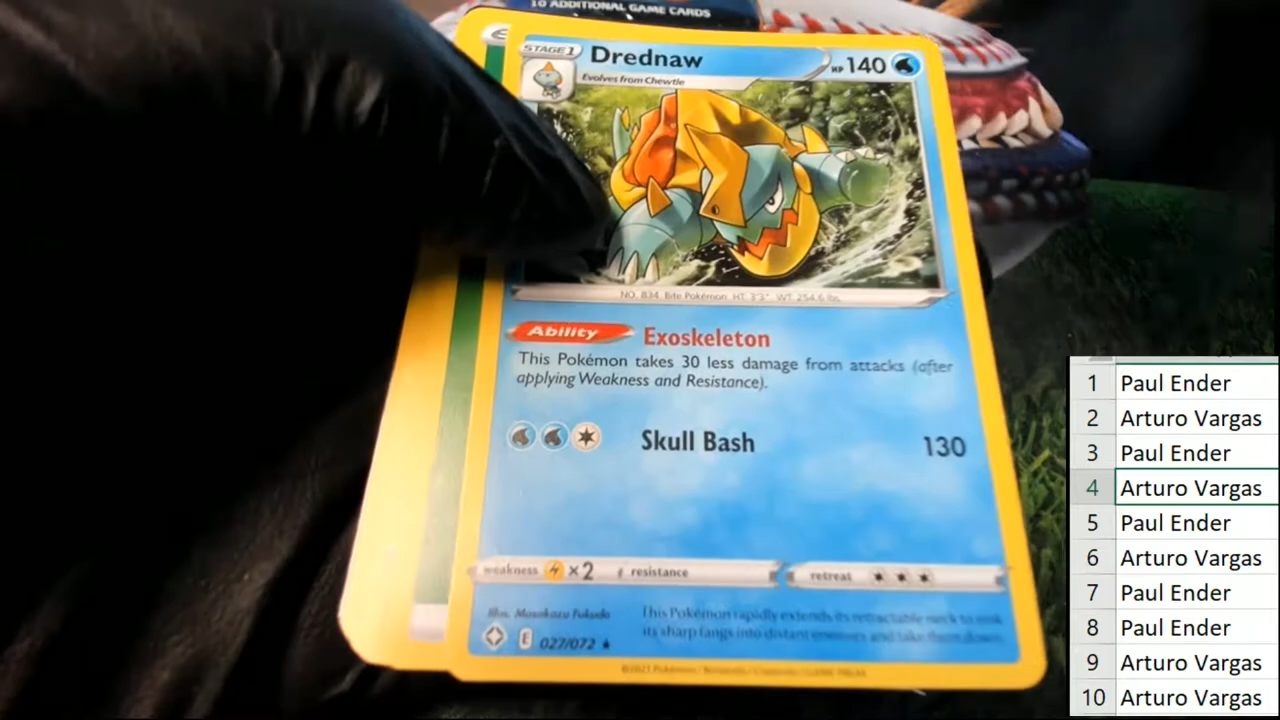 10 ADDITIONAL GAME CARDS
STAGE 1
Drednaw
HP 140
Evolves from Chewtle
NO. 834 Bite Pokémon HT: 3'3" WT: 254.6 lbs.
Ability Exoskeleton
This Pokémon takes 30 less damage from attacks (after
applying Weakness and Resistance).
Skull Bash 130
weakness ×2 resistance retreat
Illus. Masakazu Fukuda
This Pokémon rapidly extends its retractable neck to sink
its sharp fangs into distant enemies and take them down.
E 027/072 ★
1 Paul Ender
2 Arturo Vargas
3 Paul Ender
4 Arturo Vargas
5 Paul Ender
6 Arturo Vargas
7 Paul Ender
8 Paul Ender
9 Arturo Vargas
10 Arturo Vargas